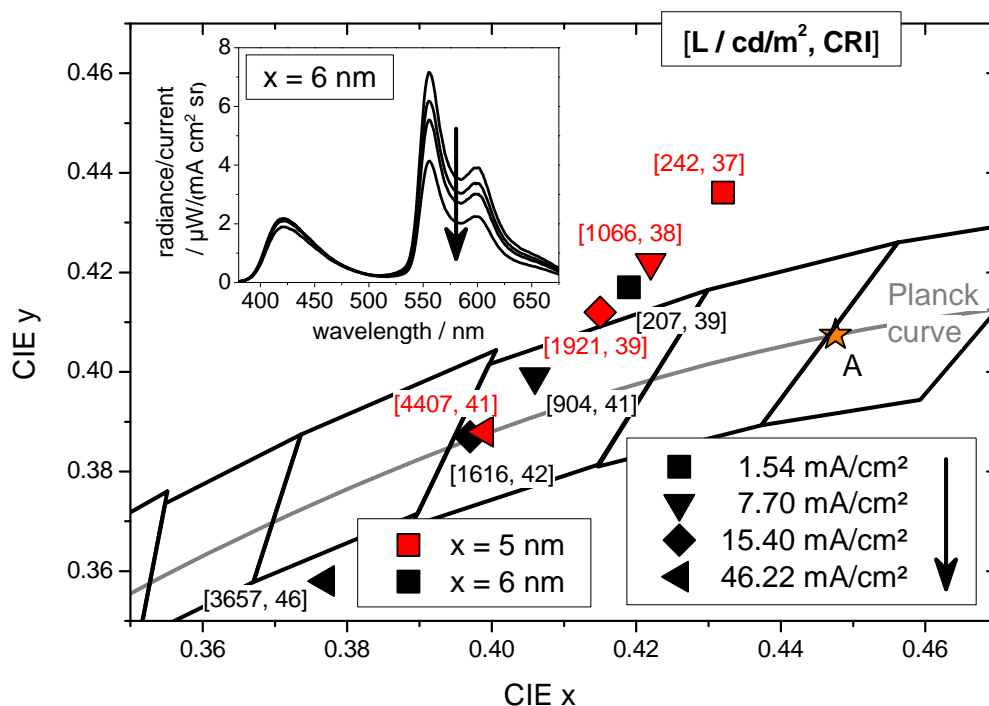 [L / cd/m², CRI]
x = 6 nm
radiance/current
/ µW/(mA cm² sr)
8
6
4
2
0
400
450
500
550
600
650
wavelength / nm
[242, 37]
[1066, 38]
[207, 39]
[1921, 39]
[4407, 41]
[904, 41]
[1616, 42]
[3657, 46]
Planck
curve
A
x = 5 nm
x = 6 nm
1.54 mA/cm²
7.70 mA/cm²
15.40 mA/cm²
46.22 mA/cm²
CIE y
0.46
0.44
0.42
0.40
0.38
0.36
0.36
0.38
0.40
0.42
0.44
0.46
CIE x